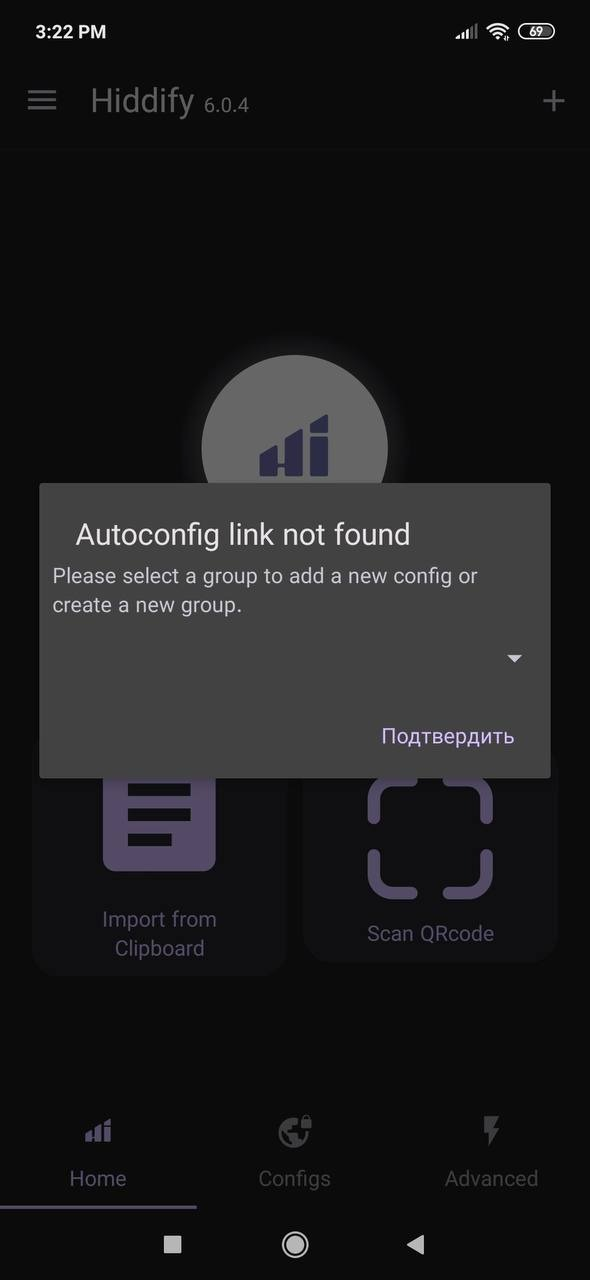 3:22 PM
69
Hiddify 6.0.4
Autoconfig link not found
Please select a group to add a new config or
create a new group.
Подтвердить
Import from
Clipboard
Scan QRcode
Home
Configs
Advanced